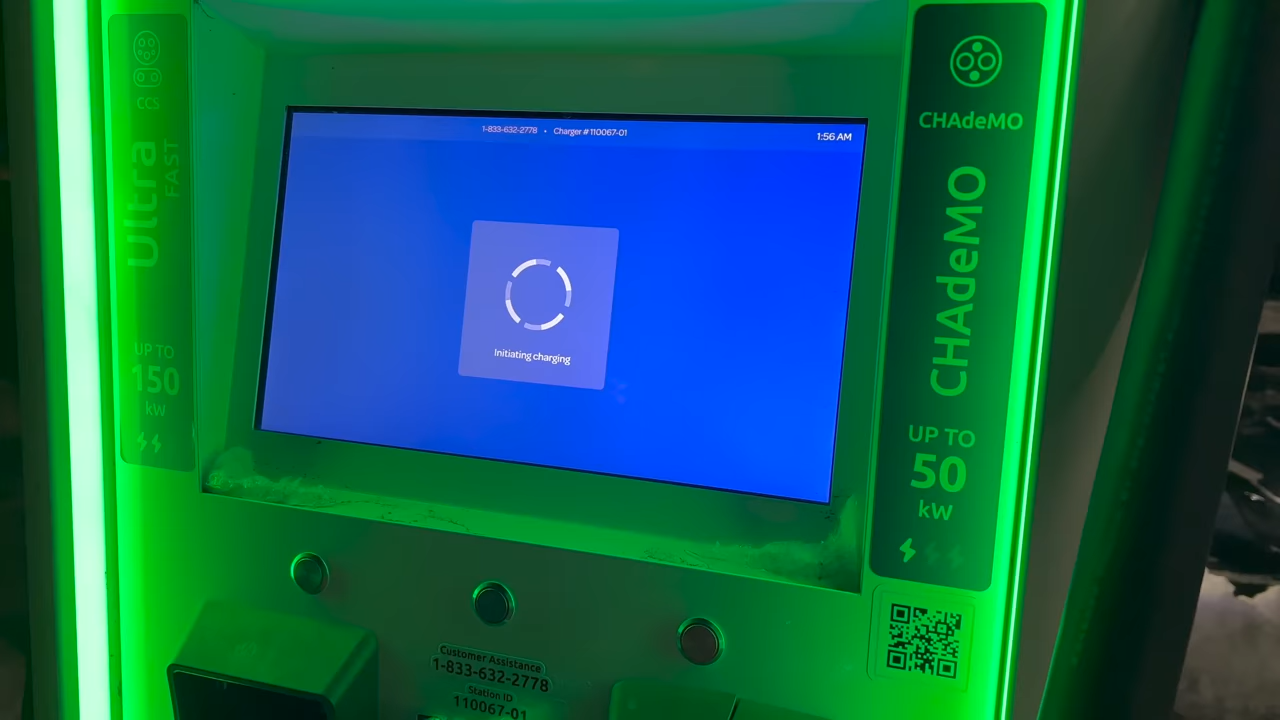 CCS
Ultra
FAST
UP TO
150
kW
1-833-632-2778 • Charger # 110067-01
1:56 AM
Initiating charging
CHAdeMO
CHAdeMO
UP TO
50
kW
Customer Assistance
1-833-632-2778
Station ID
110067-01